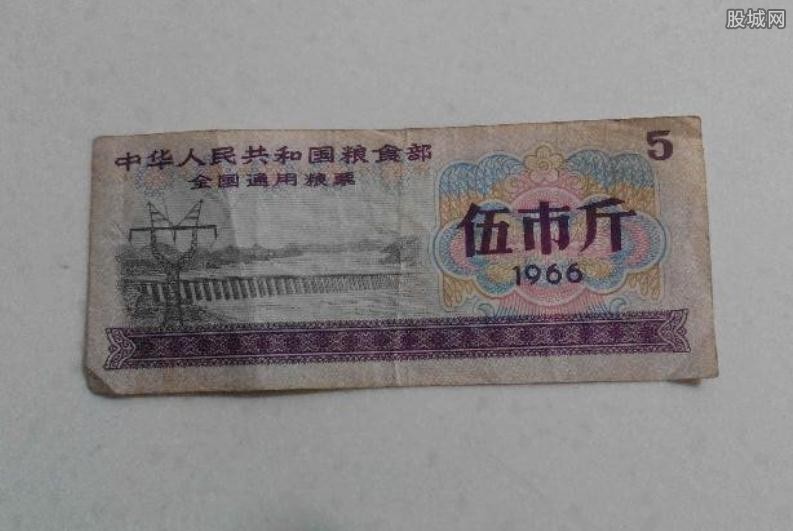 股城网
中华人民共和国粮食部
5
全国通用粮票
伍市斤
1966